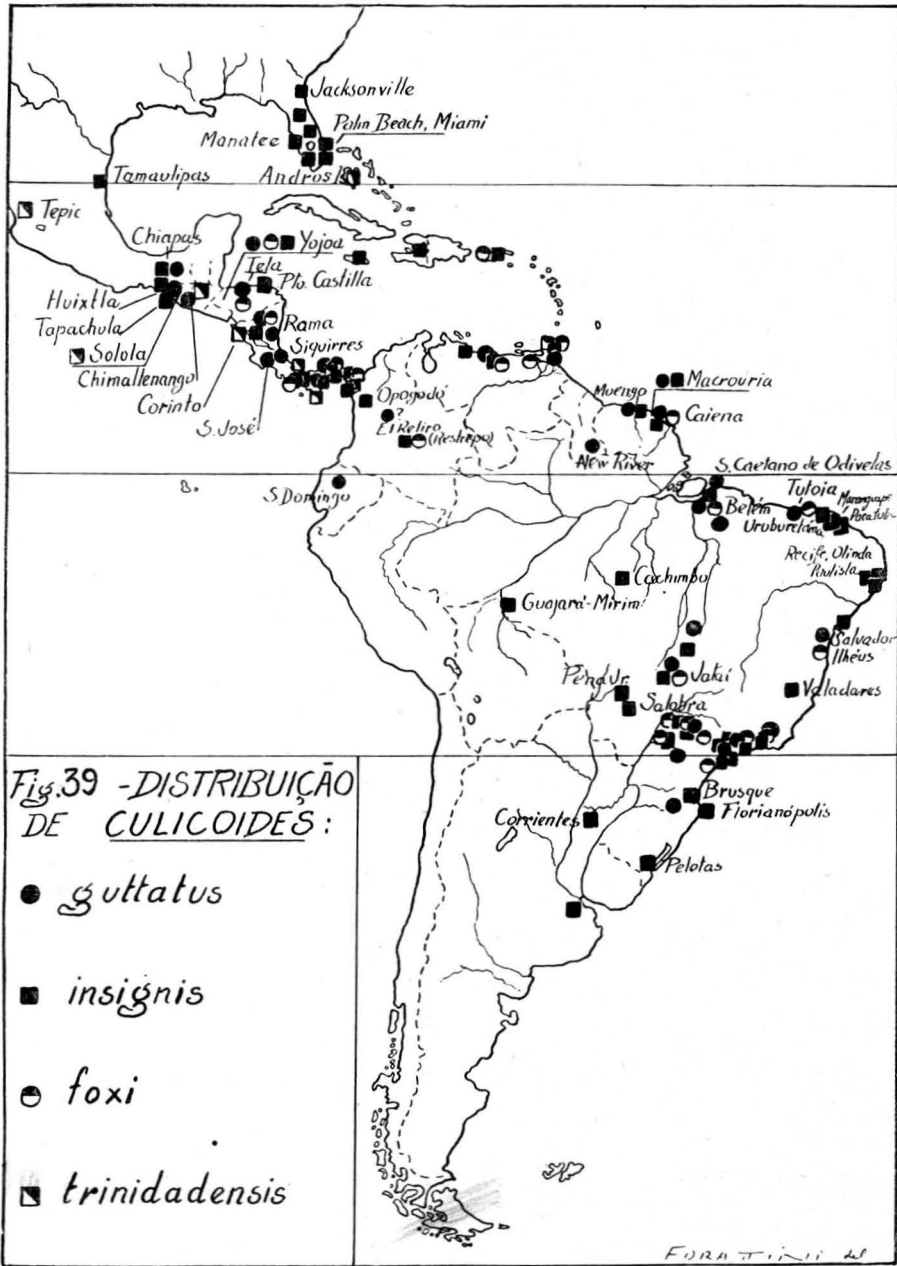 Jacksonville
Palm Beach, Miami
Manatee
Tamaulipas
Andros I.
Tepic
Chiapas
Yojoa
Tela
Pto. Castilla
Huixtla
Tapachula
Rama
Siquirres
Solola
Chimaltenango
Corinto
S. José
Opogodó
?
El Retiro
(Restrepo)
Moengo
Macrouria
Caiena
New River
S. Domingo
S. Caetano de Odivelas
Belém
Tutoia
Maranguape
Pacatuba
Uruburetama
Recife, Olinda
Paulista
Cachimbo
Guajará-Mirim
Salvador
Ilhéus
Jataí
Valadares
Salobra
Brusque
Florianópolis
Corrientes
Pelotas
Fig. 39 - DISTRIBUIÇÃO
DE CULICOIDES:
guttatus
insignis
foxi
trinidadensis
FORATTINI del